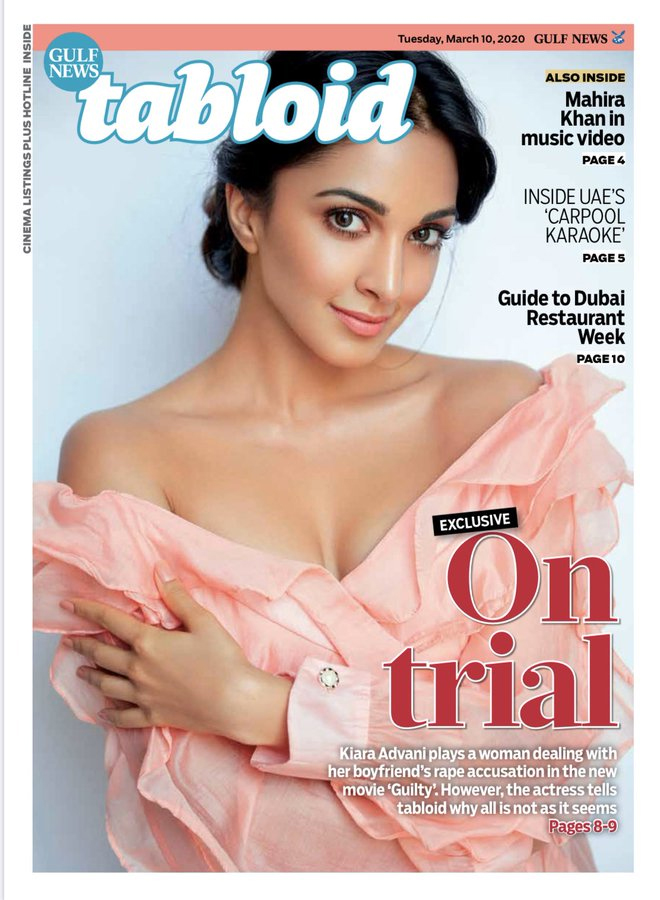 Tuesday, March 10, 2020 GULF NEWS
GULF
NEWS
tabloid
CINEMA LISTINGS PLUS HOTLINE INSIDE
ALSO INSIDE
Mahira
Khan in
music video
PAGE 4
INSIDE UAE'S
'CARPOOL
KARAOKE'
PAGE 5
Guide to Dubai
Restaurant
Week
PAGE 10
EXCLUSIVE
On
trial
Kiara Advani plays a woman dealing with
her boyfriend's rape accusation in the new
movie 'Guilty'. However, the actress tells
tabloid why all is not as it seems
Pages 8-9